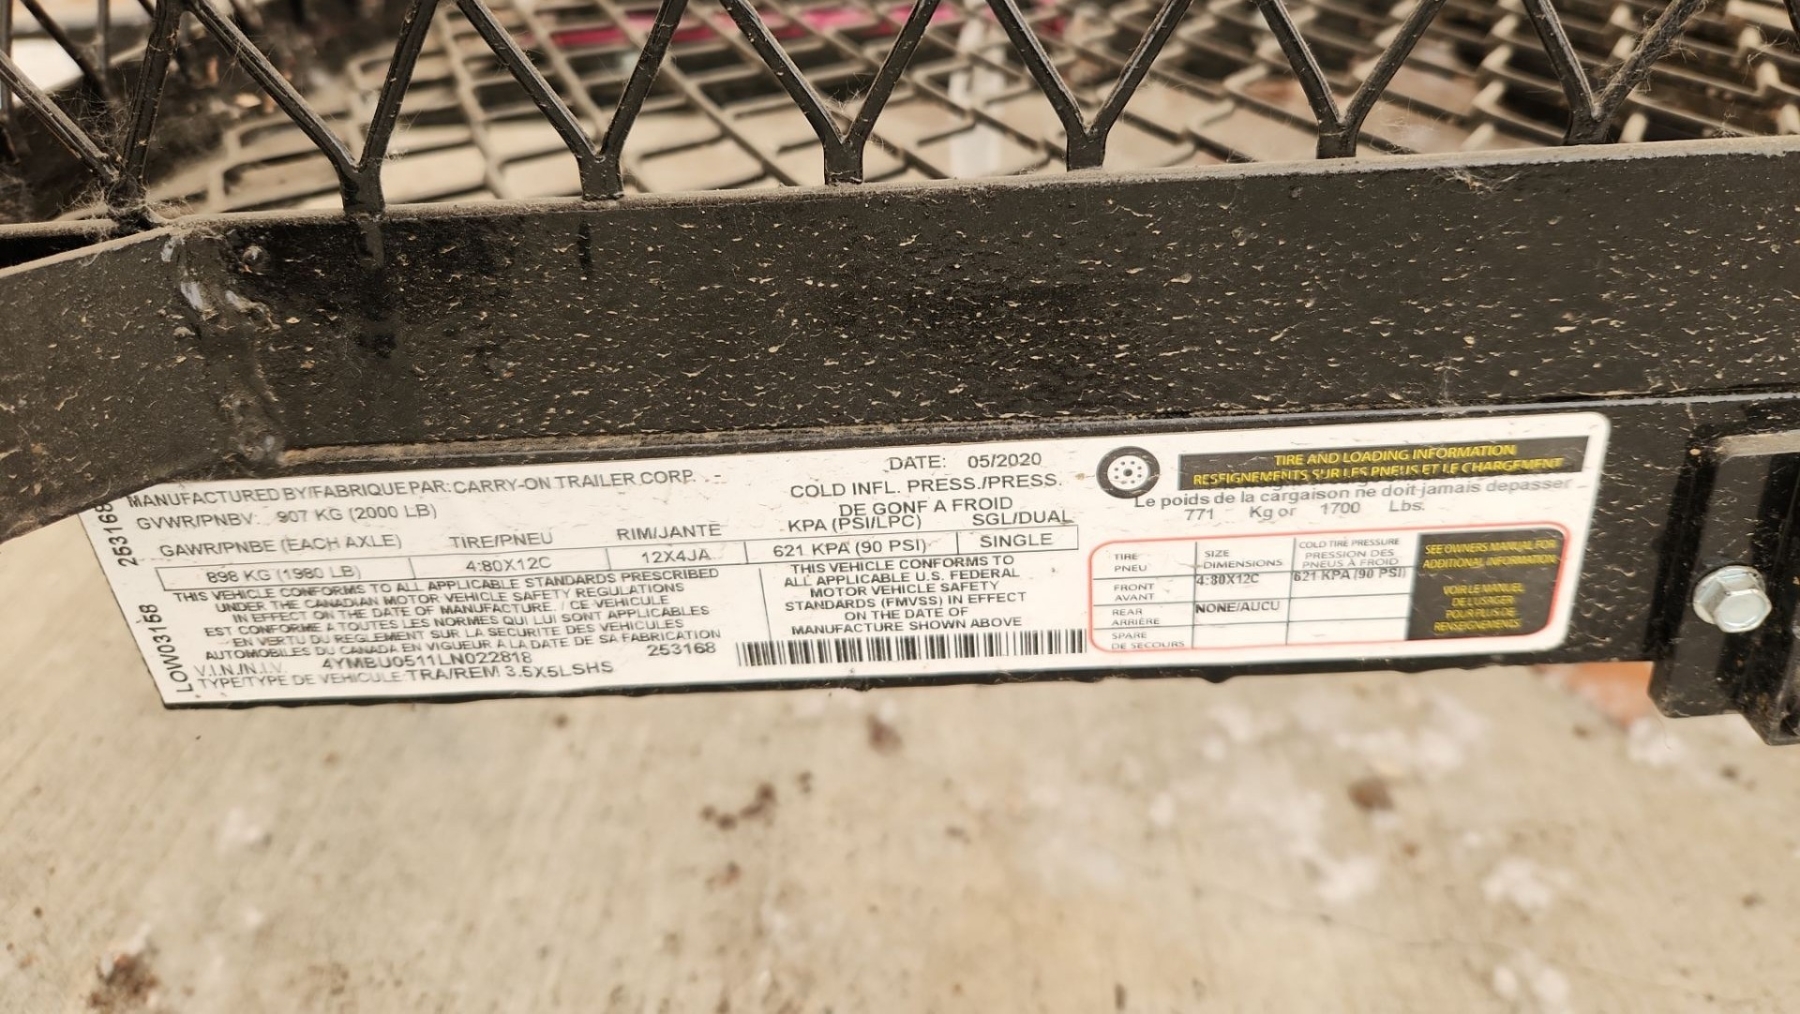 253168
LOW03158
MANUFACTURED BY/FABRIQUE PAR: CARRY-ON TRAILER CORP.
DATE: 05/2020
GVWR/PNBV: 907 KG (2000 LB)
COLD INFL. PRESS./PRESS.
DE GONF A FROID
GAWR/PNBE (EACH AXLE) TIRE/PNEU RIM/JANTE KPA (PSI/LPC) SGL/DUAL
898 KG (1980 LB) 4:80X12C 12X4JA 621 KPA (90 PSI) SINGLE
THIS VEHICLE CONFORMS TO ALL APPLICABLE STANDARDS PRESCRIBED
UNDER THE CANADIAN MOTOR VEHICLE SAFETY REGULATIONS
IN EFFECT ON THE DATE OF MANUFACTURE. / CE VEHICULE
EST CONFORME A TOUTES LES NORMES QUI LUI SONT APPLICABLES
EN VERTU DU REGLEMENT SUR LA SECURITE DES VEHICULES
AUTOMOBILES DU CANADA EN VIGUEUR A LA DATE DE SA FABRICATION
V.I.N./N.I.V. 4YMBU0511LN022818 253168
TYPE/TYPE DE VEHICULE: TRA/REM 3.5X5LSHS
THIS VEHICLE CONFORMS TO
ALL APPLICABLE U.S. FEDERAL
MOTOR VEHICLE SAFETY
STANDARDS (FMVSS) IN EFFECT
ON THE DATE OF
MANUFACTURE SHOWN ABOVE
TIRE AND LOADING INFORMATION
RESFIGNEMENTS SUR LES PNEUS ET LE CHARGEMENT
Le poids de la cargaison ne doit jamais depasser
771 Kg or 1700 Lbs.
TIRE
PNEU
SIZE
DIMENSIONS
COLD TIRE PRESSURE
PRESSION DES
PNEUS À FROID
FRONT
AVANT
4:80X12C 621 KPA (90 PSI)
REAR
ARRIÈRE
NONE/AUCU
SPARE
DE SECOURS
SEE OWNERS MANUAL FOR
ADDITIONAL INFORMATION
VOIR LE MANUEL
DE L'USAGER
POUR PLUS DE
RENSEIGNEMENTS